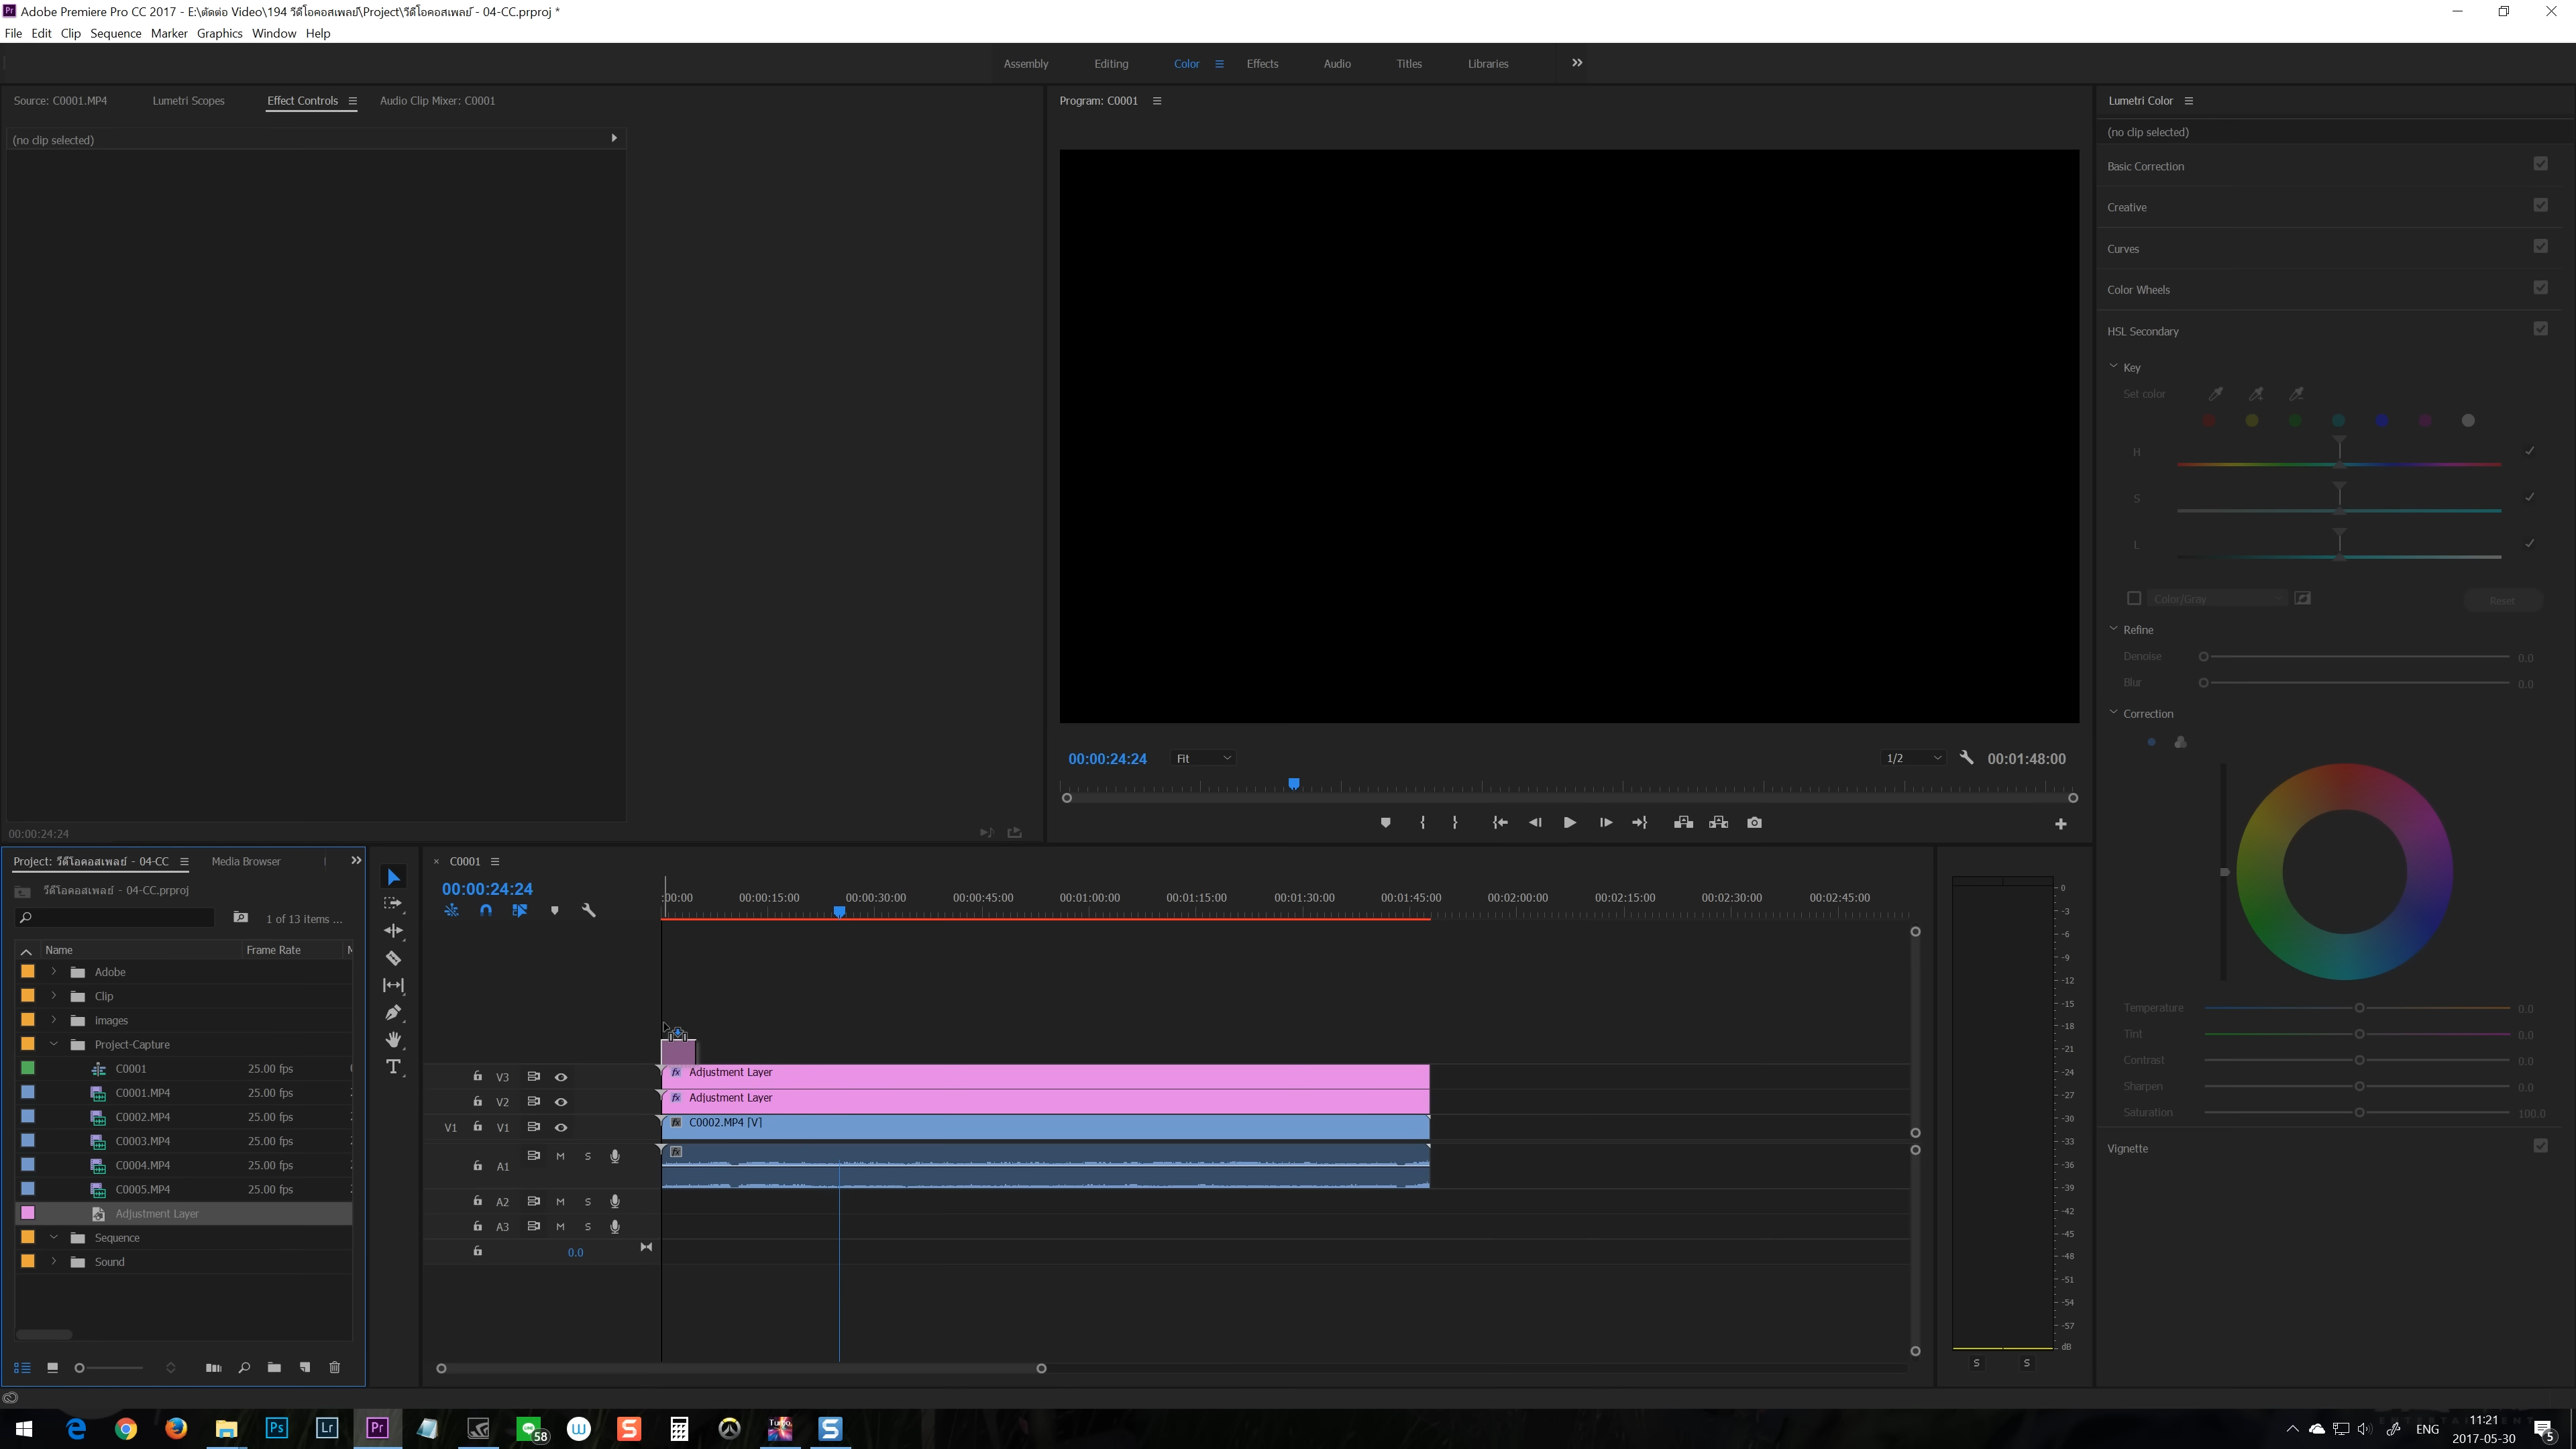 Adobe Premiere Pro CC 2017 - E:\ตัดต่อ Video\194 วีดีโอคอสเพลย์\Project\วีดีโอคอสเพลย์ - 04-CC.prproj *
File Edit Clip Sequence Marker Graphics Window Help
Assembly Editing Color Effects Audio Titles Libraries
Source: C0001.MP4 Lumetri Scopes Effect Controls Audio Clip Mixer: C0001
(no clip selected)
00:00:24:24
Program: C0001
00:00:24:24 Fit 1/2 00:01:48:00
Lumetri Color
(no clip selected)
Basic Correction
Creative
Curves
Color Wheels
HSL Secondary
Key
Set color
H
S
L
Color/Gray Reset
Refine
Denoise 0.0
Blur 0.0
Correction
Temperature 0.0
Tint 0.0
Contrast 0.0
Sharpen 0.0
Saturation 100.0
Vignette
Project: วีดีโอคอสเพลย์ - 04-CC Media Browser
วีดีโอคอสเพลย์ - 04-CC.prproj
1 of 13 items ...
Name Frame Rate
Adobe
Clip
images
Project-Capture
C0001 25.00 fps
C0001.MP4 25.00 fps
C0002.MP4 25.00 fps
C0003.MP4 25.00 fps
C0004.MP4 25.00 fps
C0005.MP4 25.00 fps
Adjustment Layer
Sequence
Sound
× C0001
00:00:24:24
:00:00 00:00:15:00 00:00:30:00 00:00:45:00 00:01:00:00 00:01:15:00 00:01:30:00 00:01:45:00 00:02:00:00 00:02:15:00 00:02:30:00 00:02:45:00
V3 fx Adjustment Layer
V2 fx Adjustment Layer
V1 V1 fx C0002.MP4 [V]
A1 M S fx
A2 M S
A3 M S
0.0
0
-3
-6
-9
-12
-15
-18
-21
-24
-27
-30
-33
-36
-39
-42
-45
-48
-51
-54
-57
dB
S S
Ps Lr Pr 58
ENG 11:21
2017-05-30 5